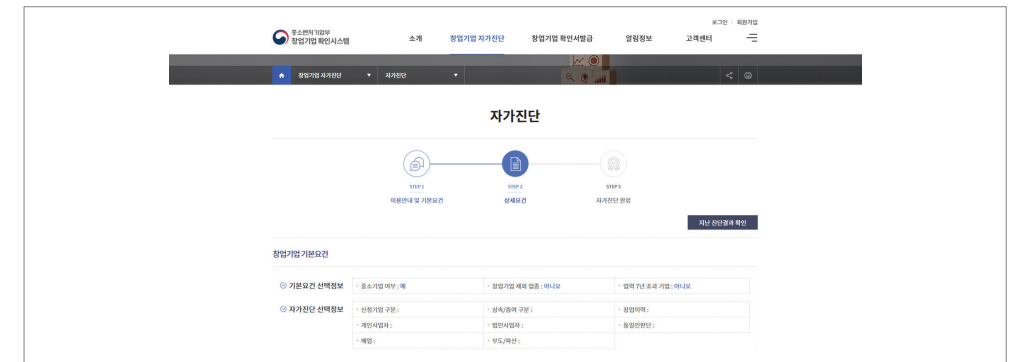 로그인 회원가입
중소벤처기업부
창업기업 확인시스템
소개 창업기업 자가진단 창업기업 확인서발급 알림정보 고객센터
창업기업 자가진단 ▼ 자가진단 ▼
자가진단
STEP 1 STEP 2 STEP 3
이용안내 및 기본요건 상세요건 자가진단 완료
지난 진단결과 확인
창업기업 기본요건
기본요건 선택정보 · 중소기업 여부 : 예 · 창업기업 제외 업종 : 아니오 · 업력 7년 초과 기업 : 아니오
자가진단 선택정보 · 신청기업 구분 : · 상속/증여 구분 : · 창업이력 :
· 개인사업자 : · 법인사업자 : · 동일인판단 :
· 폐업 : · 부도/파산 :